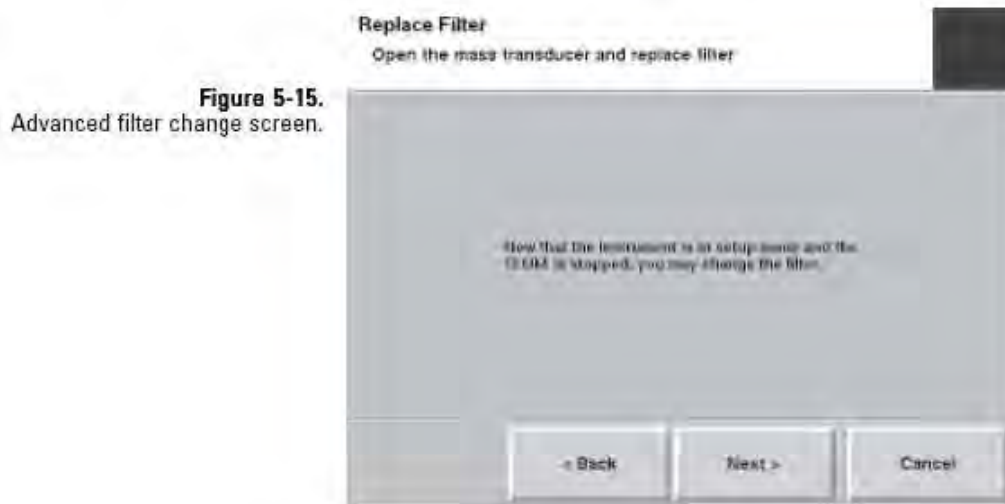 Replace Filter
Open the mass transducer and replace filter
Figure 5-15.
Advanced filter change screen.
Now that the instrument is in setup mode and the
is stopped, you may change the filter.
< Back
Next >
Cancel